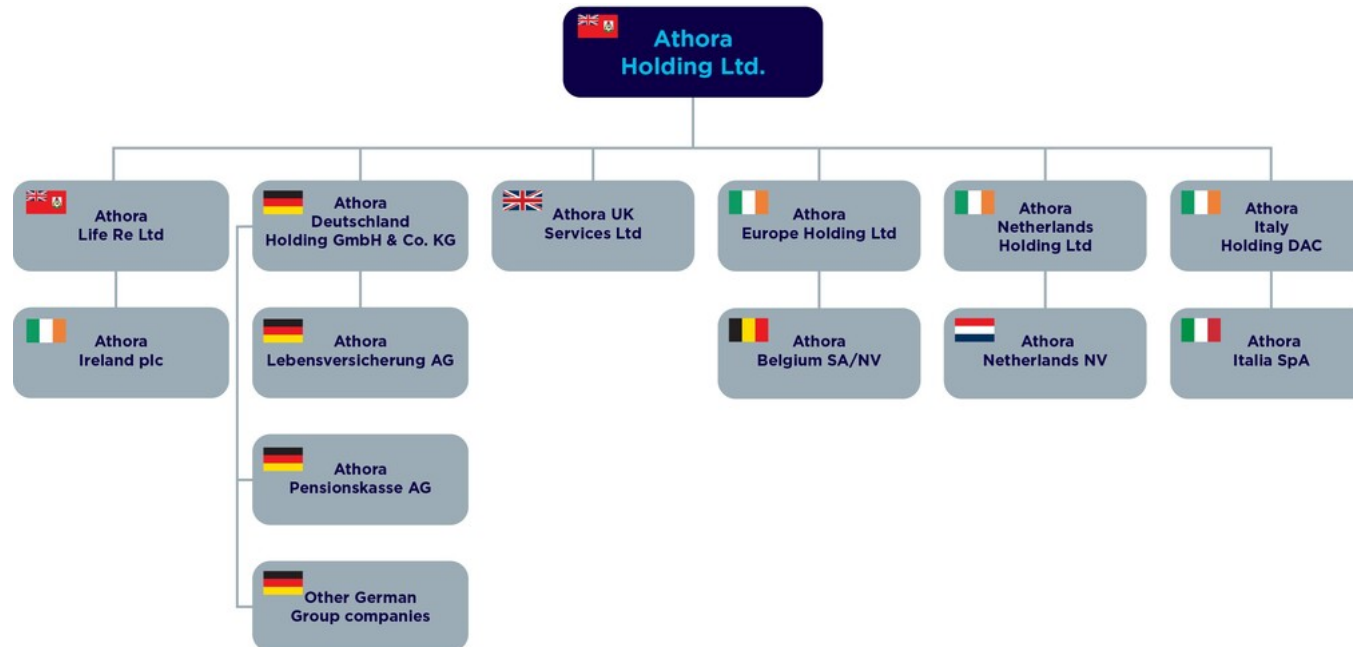 Athora
Holding Ltd.
Athora
Life Re Ltd
Athora
Deutschland
Holding GmbH & Co. KG
Athora UK
Services Ltd
Athora
Europe Holding Ltd
Athora
Netherlands
Holding Ltd
Athora
Italy
Holding DAC
Athora
Ireland plc
Athora
Lebensversicherung AG
Athora
Belgium SA/NV
Athora
Netherlands NV
Athora
Italia SpA
Athora
Pensionskasse AG
Other German
Group companies